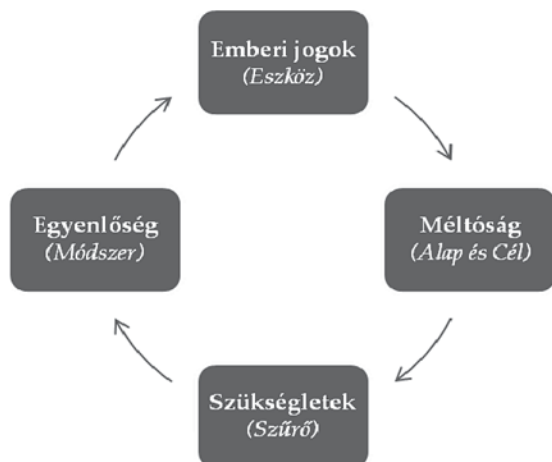 Emberi jogok
(Eszköz)
Egyenlőség
(Módszer)
Méltóság
(Alap és Cél)
Szükségletek
(Szűrő)